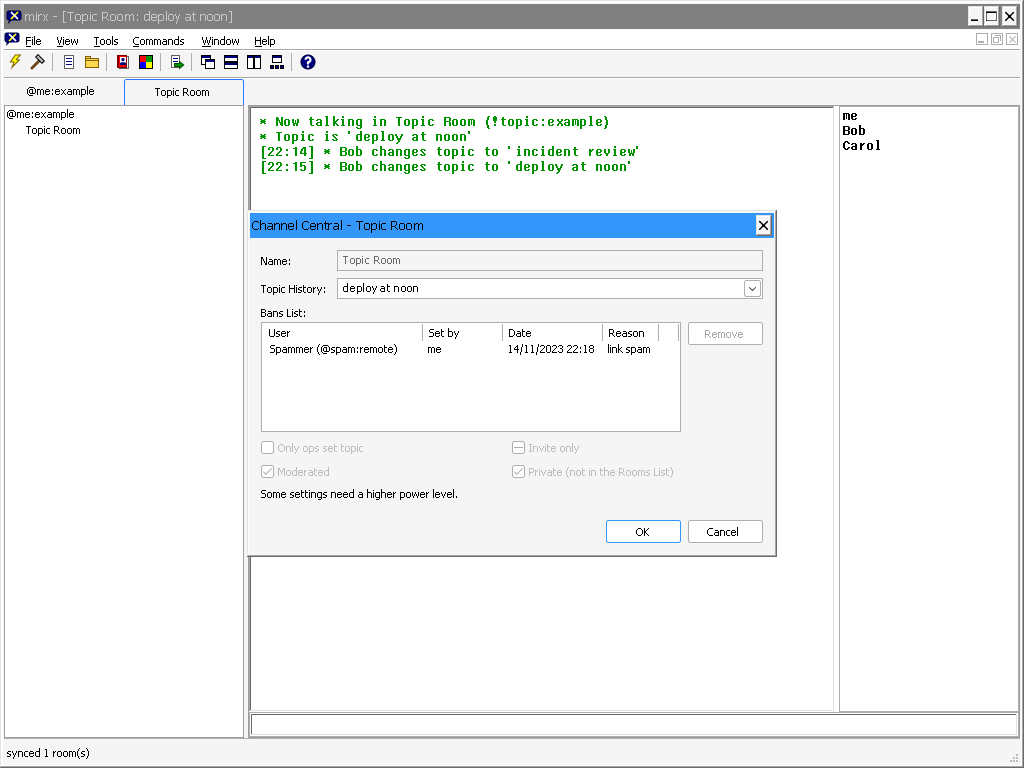 mirx - [Topic Room: deploy at noon]
File View Tools Commands Window Help
@me:example Topic Room
@me:example
Topic Room
* Now talking in Topic Room (!topic:example)
* Topic is 'deploy at noon'
[22:14] * Bob changes topic to 'incident review'
[22:15] * Bob changes topic to 'deploy at noon'
me
Bob
Carol
Channel Central - Topic Room
Name: Topic Room
Topic History: deploy at noon
Bans List:
User Set by Date Reason
Spammer (@spam:remote) me 14/11/2023 22:18 link spam
Remove
Only ops set topic Invite only
Moderated Private (not in the Rooms List)
Some settings need a higher power level.
OK Cancel
synced 1 room(s)